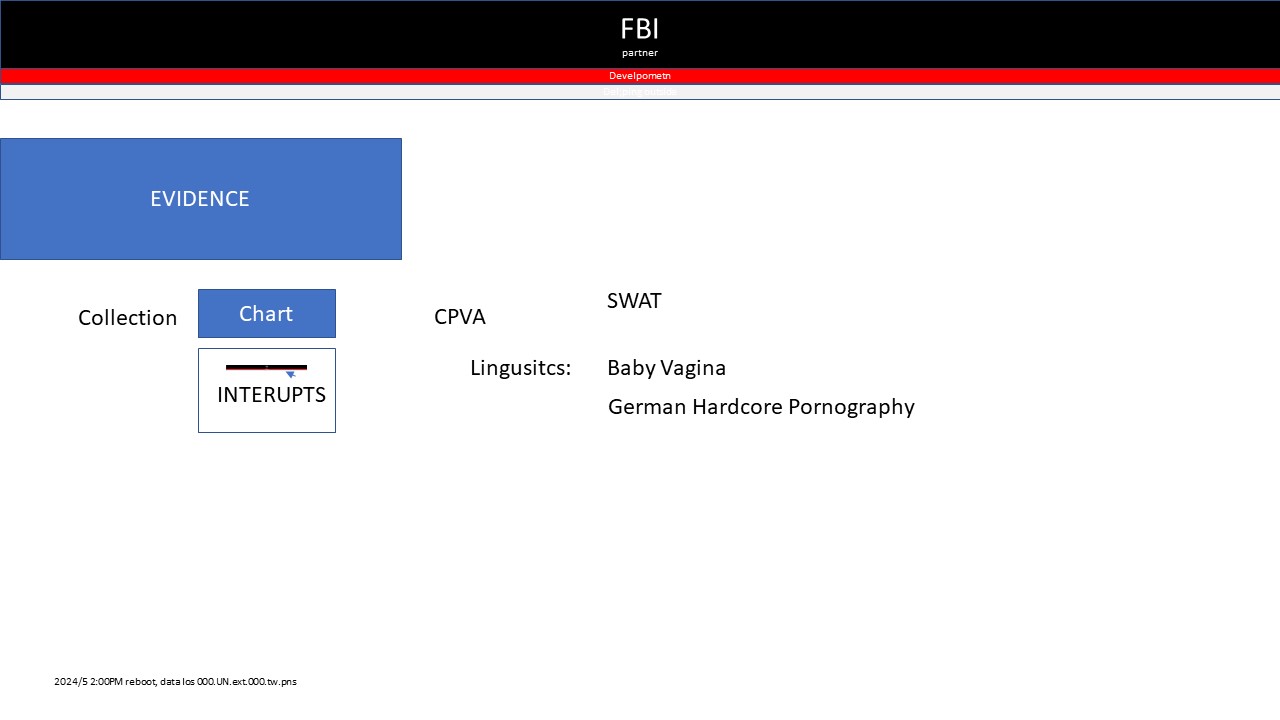 FBI
partner
Develpometn
EVIDENCE
Collection
Chart
CPVA
SWAT
INTERUPTS
Lingusitcs:
Baby Vagina
German Hardcore Pornography
2024/5 2:00PM reboot, data los 000.UN.ext.000.tw.pns